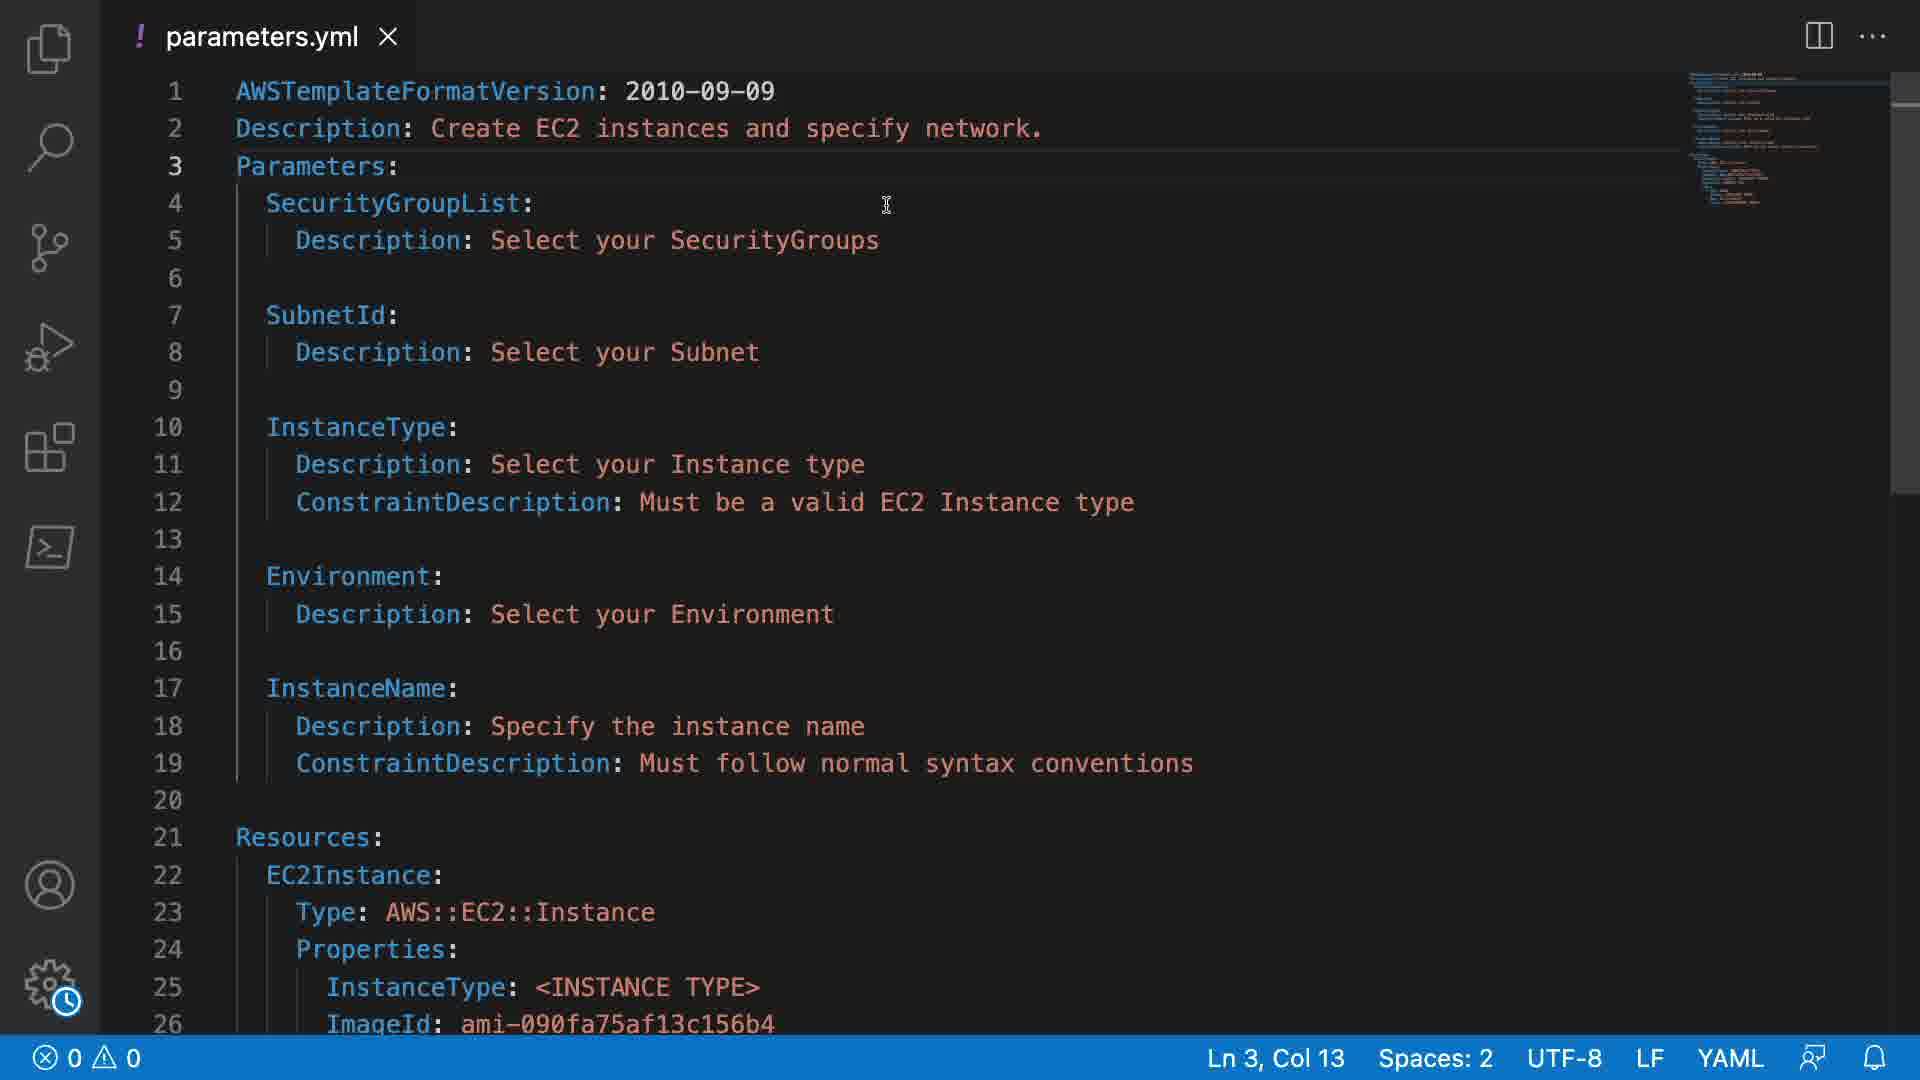 ! parameters.yml
1 AWSTemplateFormatVersion: 2010-09-09
2 Description: Create EC2 instances and specify network.
3 Parameters:
4 SecurityGroupList:
5 Description: Select your SecurityGroups
6
7 SubnetId:
8 Description: Select your Subnet
9
10 InstanceType:
11 Description: Select your Instance type
12 ConstraintDescription: Must be a valid EC2 Instance type
13
14 Environment:
15 Description: Select your Environment
16
17 InstanceName:
18 Description: Specify the instance name
19 ConstraintDescription: Must follow normal syntax conventions
20
21 Resources:
22 EC2Instance:
23 Type: AWS::EC2::Instance
24 Properties:
25 InstanceType: <INSTANCE TYPE>
26 ImageId: ami-090fa75af13c156b4
0 0 Ln 3, Col 13 Spaces: 2 UTF-8 LF YAML